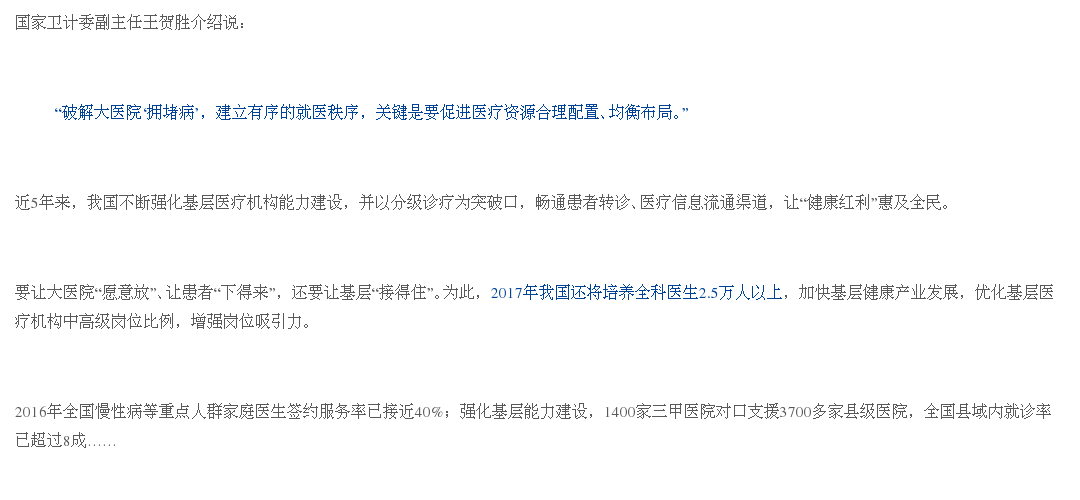 国家卫计委副主任王贺胜介绍说：
“破解大医院‘拥堵病’，建立有序的就医秩序，关键是要促进医疗资源合理配置、均衡布局。”
近5年来，我国不断强化基层医疗机构能力建设，并以分级诊疗为突破口，畅通患者转诊、医疗信息流通渠道，让“健康红利”惠及全民。
要让大医院“愿意放”、让患者“下得来”，还要让基层“接得住”。为此，2017年我国还将培养全科医生2.5万人以上，加快基层健康产业发展，优化基层医
疗机构中高级岗位比例，增强岗位吸引力。
2016年全国慢性病等重点人群家庭医生签约服务率已接近40%；强化基层能力建设，1400家三甲医院对口支援3700多家县级医院，全国县域内就诊率
已超过8成……